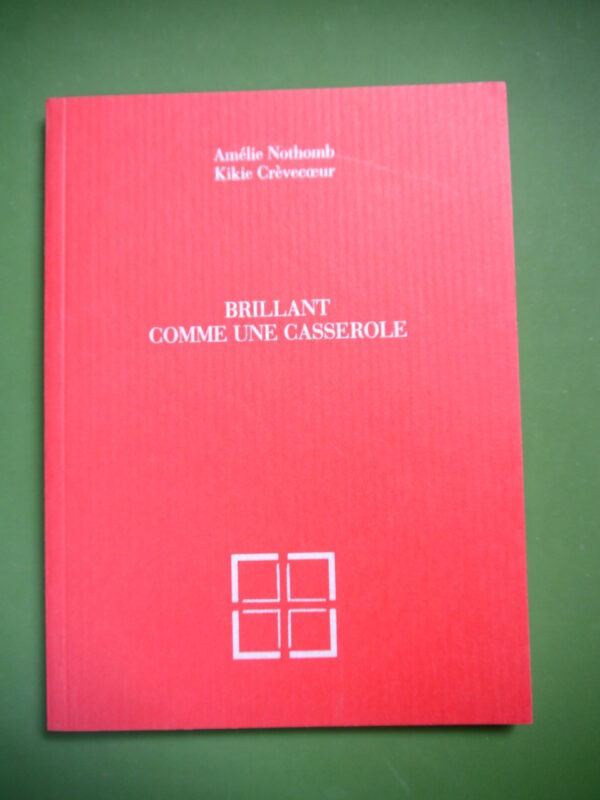 Amélie Nothomb
Kikie Crèvecœur
BRILLANT
COMME UNE CASSEROLE